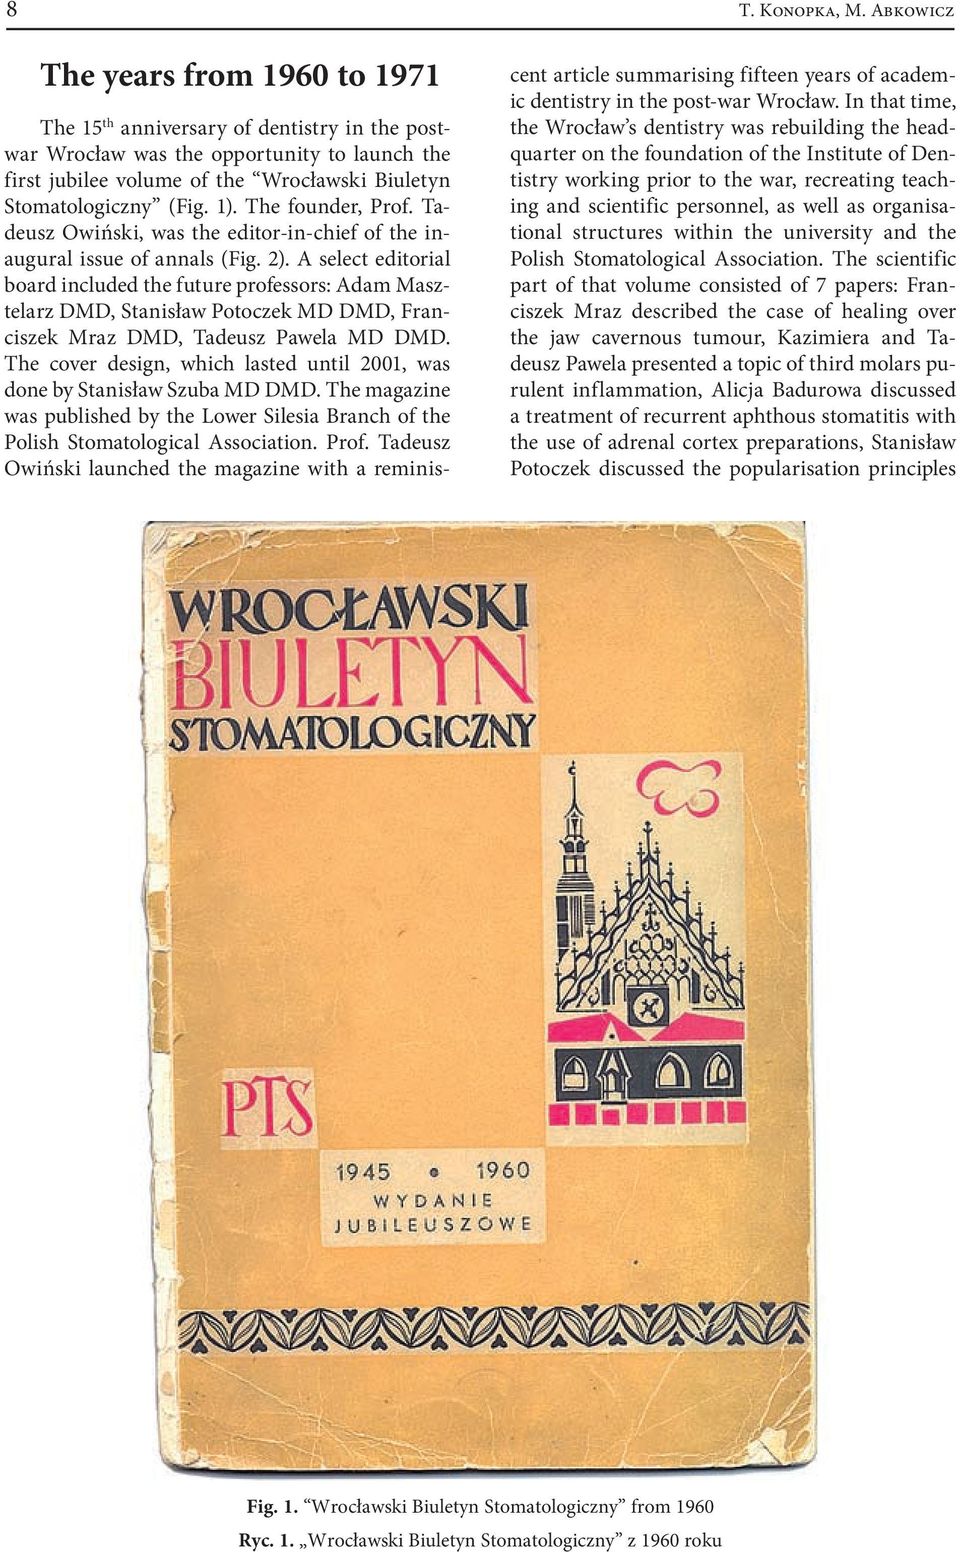 8
T. Konopka, M. Abkowicz
The years from 1960 to 1971
The 15th anniversary of dentistry in the post-
war Wrocław was the opportunity to launch the
first jubilee volume of the “Wrocławski Biuletyn
Stomatologiczny” (Fig. 1). The founder, Prof. Ta-
deusz Owiński, was the editor-in-chief of the in-
augural issue of annals (Fig. 2). A select editorial
board included the future professors: Adam Masz-
telarz DMD, Stanisław Potoczek MD DMD, Fran-
ciszek Mraz DMD, Tadeusz Pawela MD DMD.
The cover design, which lasted until 2001, was
done by Stanisław Szuba MD DMD. The magazine
was published by the Lower Silesia Branch of the
Polish Stomatological Association. Prof. Tadeusz
Owiński launched the magazine with a reminis-
cent article summarising fifteen years of academ-
ic dentistry in the post-war Wrocław. In that time,
the Wrocław’s dentistry was rebuilding the head-
quarter on the foundation of the Institute of Den-
tistry working prior to the war, recreating teach-
ing and scientific personnel, as well as organisa-
tional structures within the university and the
Polish Stomatological Association. The scientific
part of that volume consisted of 7 papers: Fran-
ciszek Mraz described the case of healing over
the jaw cavernous tumour, Kazimiera and Ta-
deusz Pawela presented a topic of third molars pu-
rulent inflammation, Alicja Badurowa discussed
a treatment of recurrent aphthous stomatitis with
the use of adrenal cortex preparations, Stanisław
Potoczek discussed the popularisation principles
WROCŁAWSKI
BIULETYN
STOMATOLOGICZNY
PTS
1945 • 1960
WYDANIE
JUBILEUSZOWE
Fig. 1. “Wrocławski Biuletyn Stomatologiczny” from 1960
Ryc. 1. „Wrocławski Biuletyn Stomatologiczny” z 1960 roku